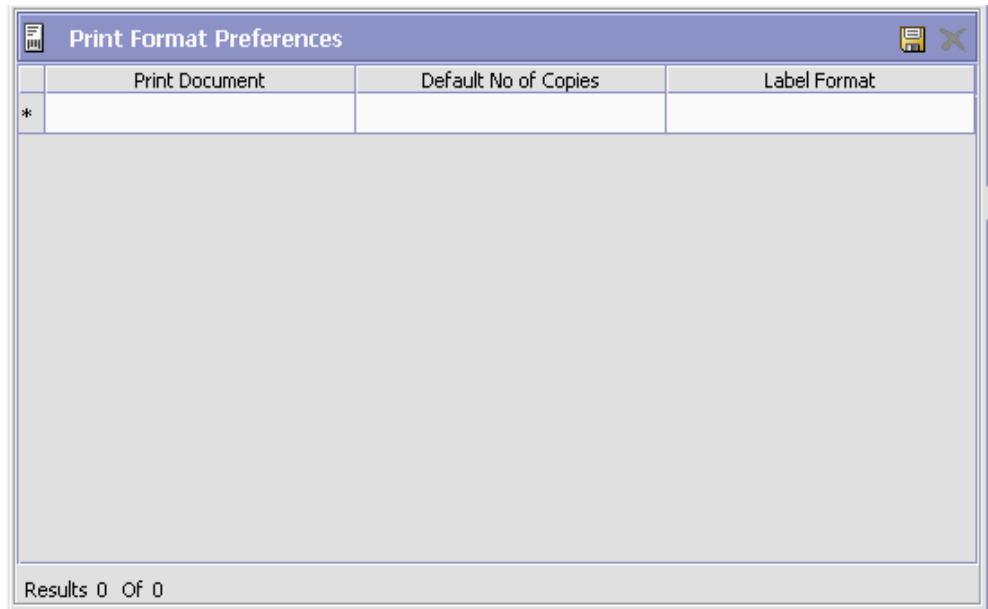 Print Format Preferences
Print Document Default No of Copies Label Format
*
Results 0 Of 0